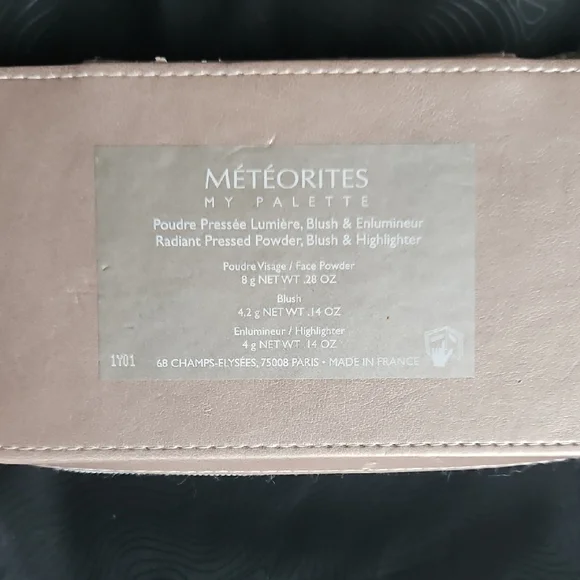 MÉTÉORITES
MY PALETTE
Poudre Pressée Lumière, Blush & Enlumineur
Radiant Pressed Powder, Blush & Highlighter
Poudre Visage / Face Powder
8 g NET WT .28 OZ
Blush
4.2 g NET WT .14 OZ
Enlumineur / Highlighter
4 g NET WT .14 OZ
1Y01
68 CHAMPS-ELYSÉES, 75008 PARIS • MADE IN FRANCE